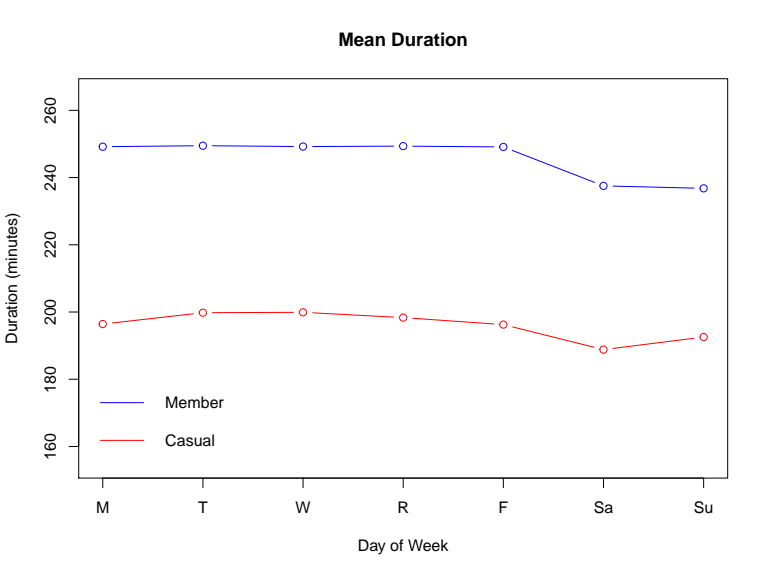 Mean Duration
Duration (minutes)
260
240
220
200
180
160
Member
Casual
M T W R F Sa Su
Day of Week